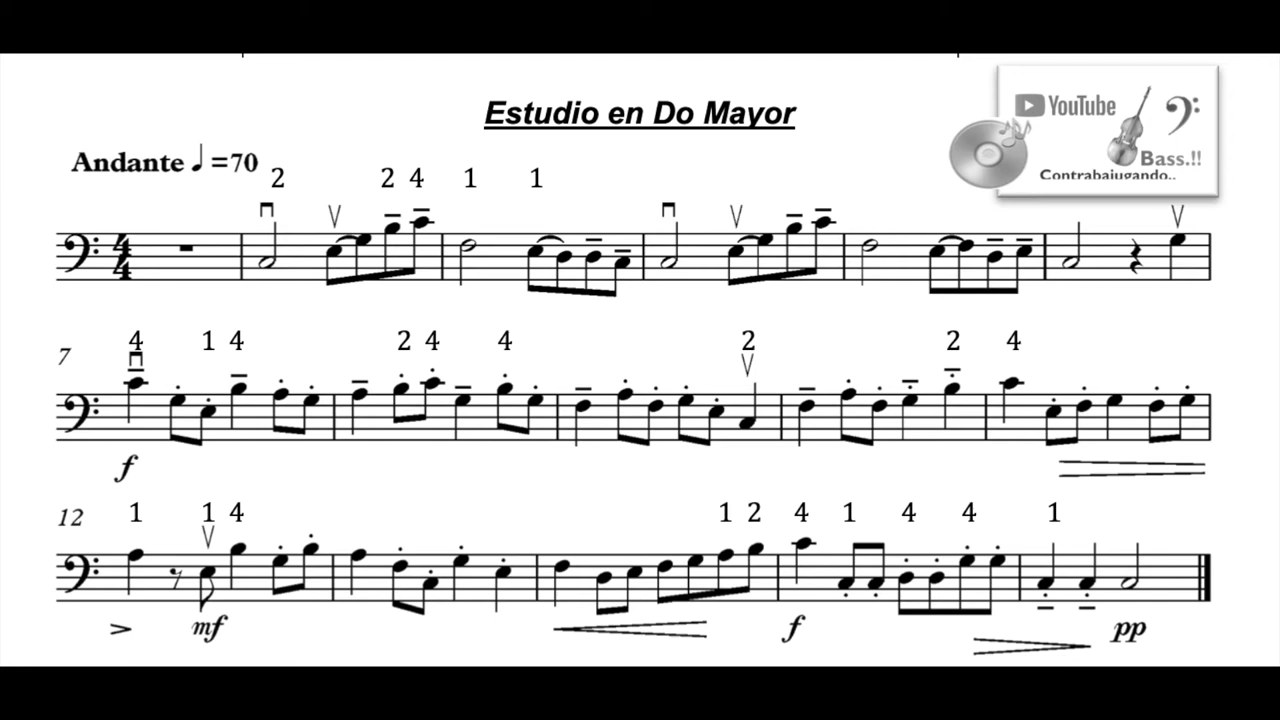 Estudio en Do Mayor
YouTube
Bass.!!
Contrabajugando..
Andante ♩=70
2 2 4 1 1
4 1 4 2 4 4 2 2 4
7
f
1 1 4 1 2 4 1 4 4 1
12
mf f pp